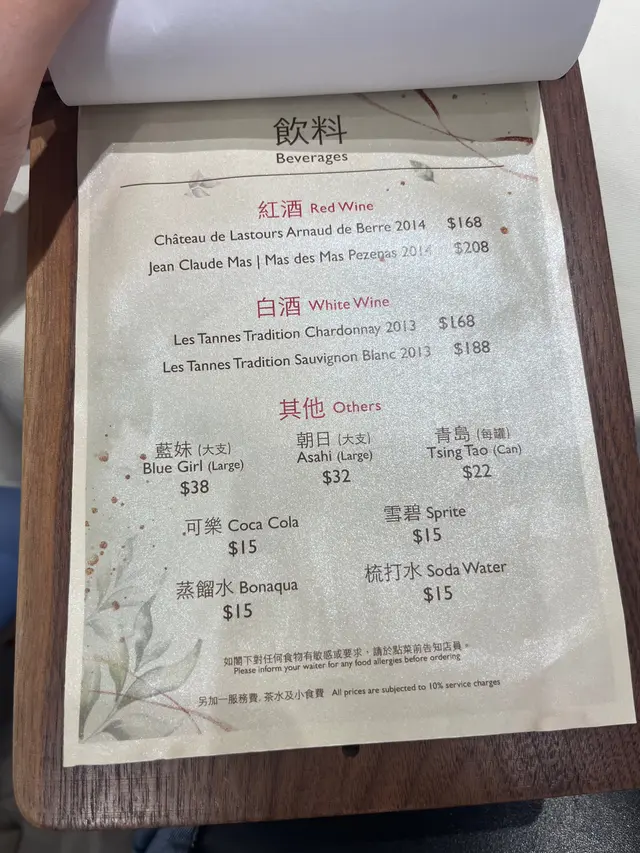 飲料
Beverages
紅酒 Red Wine
Château de Lastours Arnaud de Berre 2014 $168
Jean Claude Mas | Mas des Mas Pezenas 2014 $208
白酒 White Wine
Les Tannes Tradition Chardonnay 2013 $168
Les Tannes Tradition Sauvignon Blanc 2013 $188
其他 Others
藍妹 (大支) 朝日 (大支) 青島 (每罐)
Blue Girl (Large) Asahi (Large) Tsing Tao (Can)
$38 $32 $22
可樂 Coca Cola 雪碧 Sprite
$15 $15
蒸餾水 Bonaqua 梳打水 Soda Water
$15 $15
如閣下對任何食物有敏感或要求，請於點菜前告知店員。
Please inform your waiter for any food allergies before ordering
另加一服務費, 茶水及小食費 All prices are subjected to 10% service charges